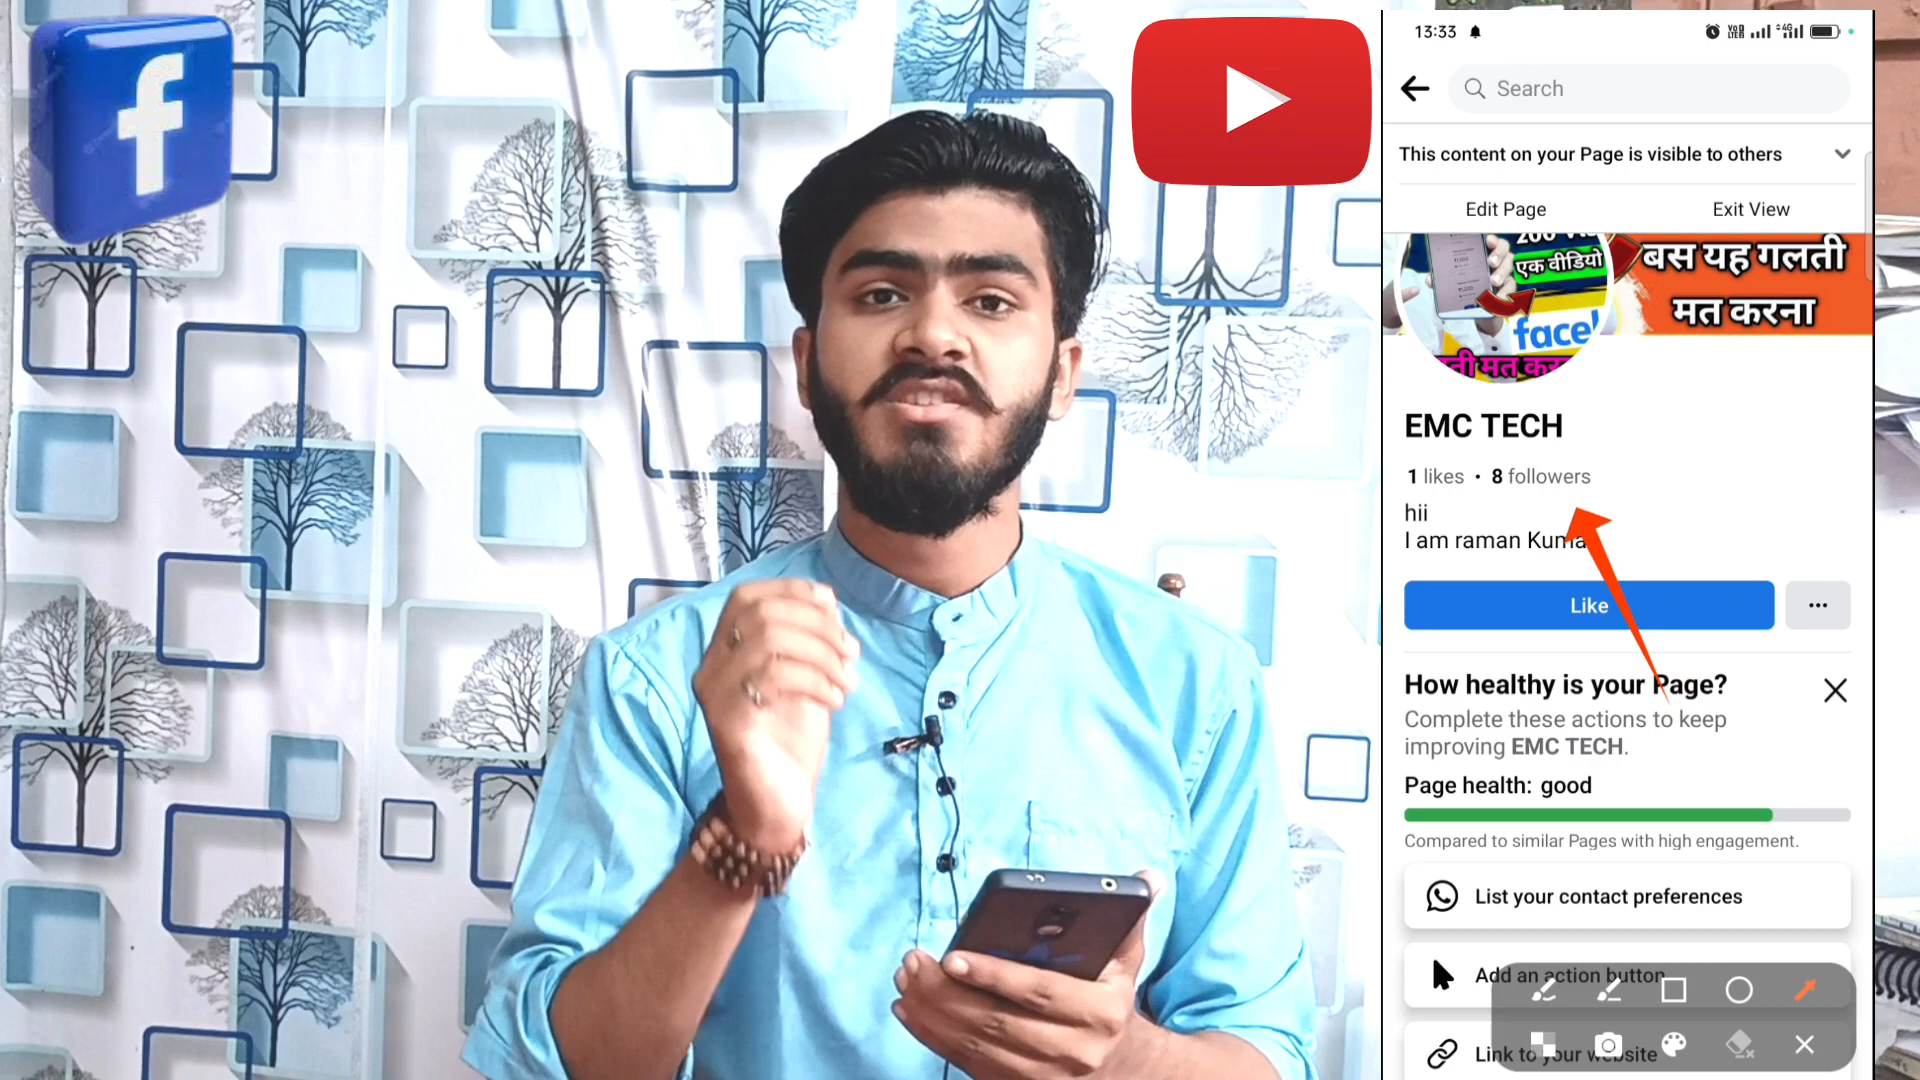 f
13:33
Search
This content on your Page is visible to others
Edit Page
Exit View
एक वीडियो
बस यह गलती
मत करना
EMC TECH
1 likes • 8 followers
hii
I am raman Kuma
Like
How healthy is your Page?
Complete these actions to keep
improving EMC TECH.
Page health: good
Compared to similar Pages with high engagement.
List your contact preferences
Add an action button
Link to your website